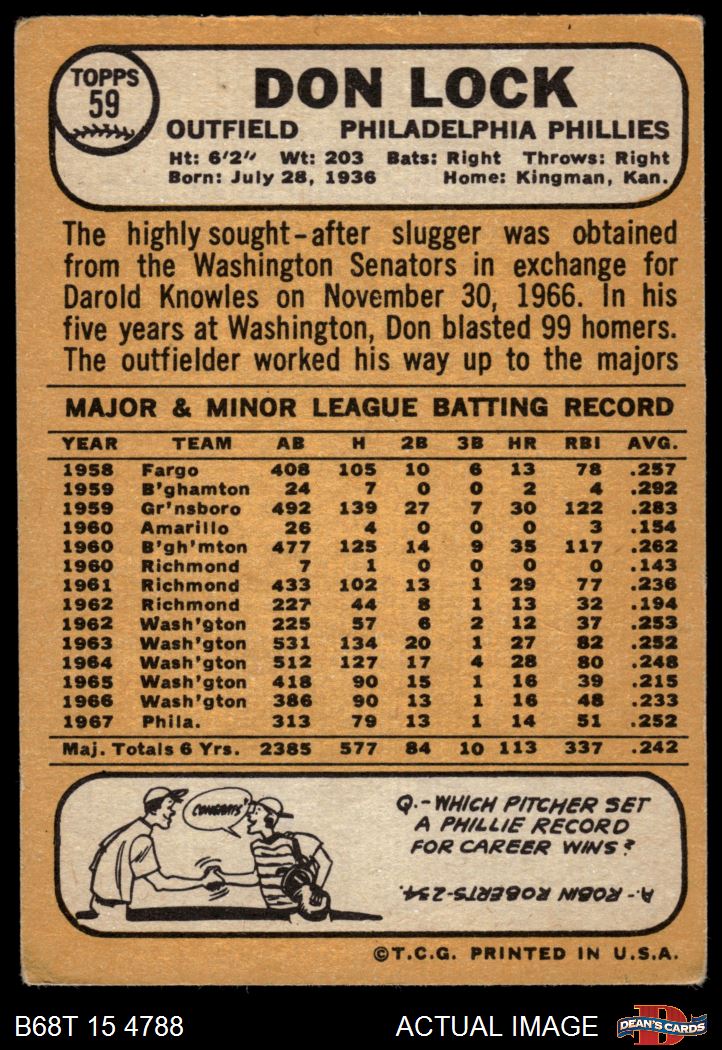 TOPPS
59
DON LOCK
OUTFIELD PHILADELPHIA PHILLIES
Ht: 6'2" Wt: 203 Bats: Right Throws: Right
Born: July 28, 1936 Home: Kingman, Kan.
The highly sought-after slugger was obtained
from the Washington Senators in exchange for
Darold Knowles on November 30, 1966. In his
five years at Washington, Don blasted 99 homers.
The outfielder worked his way up to the majors
MAJOR & MINOR LEAGUE BATTING RECORD
YEAR TEAM AB H 2B 3B HR RBI AVG.
1958 Fargo 408 105 10 6 13 78 .257
1959 B'ghamton 24 7 0 0 2 4 .292
1959 Gr'nsboro 492 139 27 7 30 122 .283
1960 Amarillo 26 4 0 0 0 3 .154
1960 B'gh'mton 477 125 14 9 35 117 .262
1960 Richmond 7 1 0 0 0 0 .143
1961 Richmond 433 102 13 1 29 77 .236
1962 Richmond 227 44 8 1 13 32 .194
1962 Wash'gton 225 57 6 2 12 37 .253
1963 Wash'gton 531 134 20 1 27 82 .252
1964 Wash'gton 512 127 17 4 28 80 .248
1965 Wash'gton 418 90 15 1 16 39 .215
1966 Wash'gton 386 90 13 1 16 48 .233
1967 Phila. 313 79 13 1 14 51 .252
Maj. Totals 6 Yrs. 2385 577 84 10 113 337 .242
CONGRATS'
Q.-WHICH PITCHER SET
A PHILLIE RECORD
FOR CAREER WINS?
A.- ROBIN ROBERTS-234.
©T.C.G. PRINTED IN U.S.A.
B68T 15 4788 ACTUAL IMAGE
D
DEAN'S CARDS